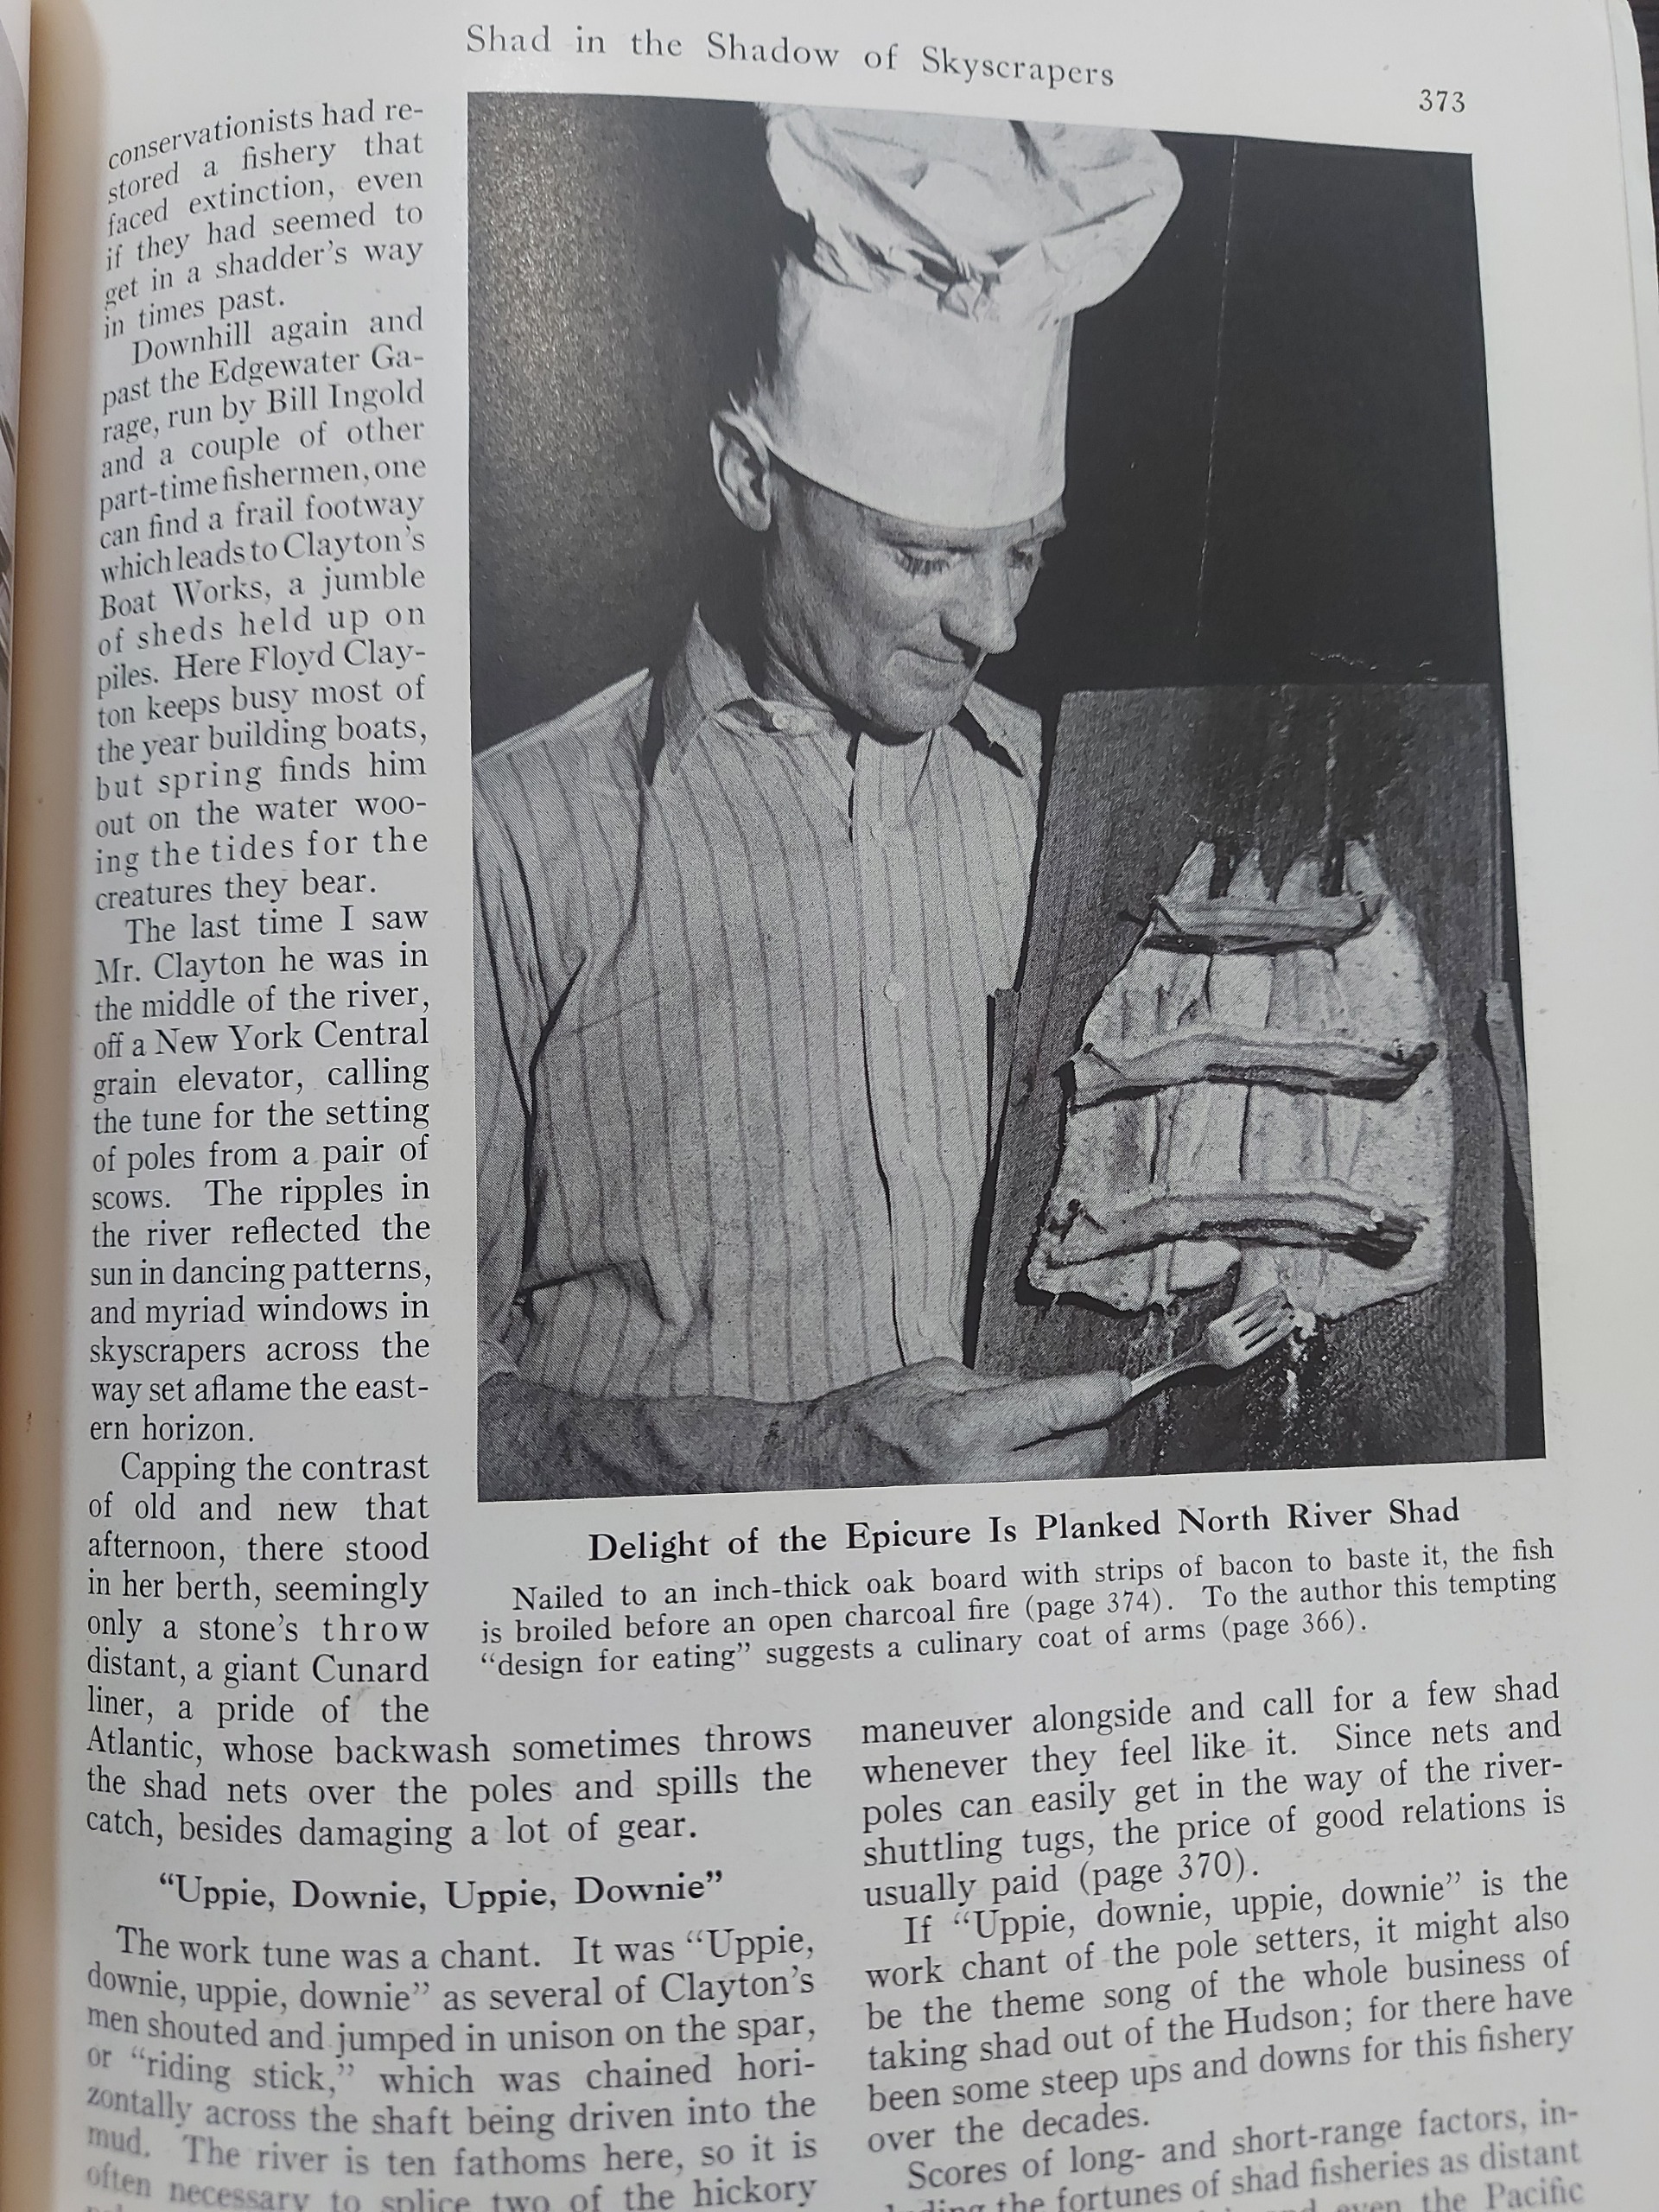 Shad in the Shadow of Skyscrapers
373
conservationists had re-
stored a fishery that
faced extinction, even
if they had seemed to
get in a shadder's way
in times past.
Downhill again and
past the Edgewater Ga-
rage, run by Bill Ingold
and a couple of other
part-time fishermen, one
can find a frail footway
which leads to Clayton's
Boat Works, a jumble
of sheds held up on
piles. Here Floyd Clay-
ton keeps busy most of
the year building boats,
but spring finds him
out on the water woo-
ing the tides for the
creatures they bear.
The last time I saw
Mr. Clayton he was in
the middle of the river,
off a New York Central
grain elevator, calling
the tune for the setting
of poles from a pair of
scows. The ripples in
the river reflected the
sun in dancing patterns,
and myriad windows in
skyscrapers across the
way set aflame the east-
ern horizon.
Capping the contrast
of old and new that
afternoon, there stood
in her berth, seemingly
only a stone's throw
distant, a giant Cunard
liner, a pride of the
Atlantic, whose backwash sometimes throws
the shad nets over the poles and spills the
catch, besides damaging a lot of gear.
"Uppie, Downie, Uppie, Downie"
The work tune was a chant. It was "Uppie,
downie, uppie, downie" as several of Clayton's
men shouted and jumped in unison on the spar,
or "riding stick," which was chained hori-
zontally across the shaft being driven into the
mud. The river is ten fathoms here, so it is
often necessary to splice two of the hickory
Delight of the Epicure Is Planked North River Shad
Nailed to an inch-thick oak board with strips of bacon to baste it, the fish
is broiled before an open charcoal fire (page 374). To the author this tempting
"design for eating" suggests a culinary coat of arms (page 366).
maneuver alongside and call for a few shad
whenever they feel like it. Since nets and
poles can easily get in the way of the river-
shuttling tugs, the price of good relations is
usually paid (page 370).
If "Uppie, downie, uppie, downie" is the
work chant of the pole setters, it might also
be the theme song of the whole business of
taking shad out of the Hudson; for there have
been some steep ups and downs for this fishery
over the decades.
Scores of long- and short-range factors, in-
the fortunes of shad fisheries as distant
even the Pacific